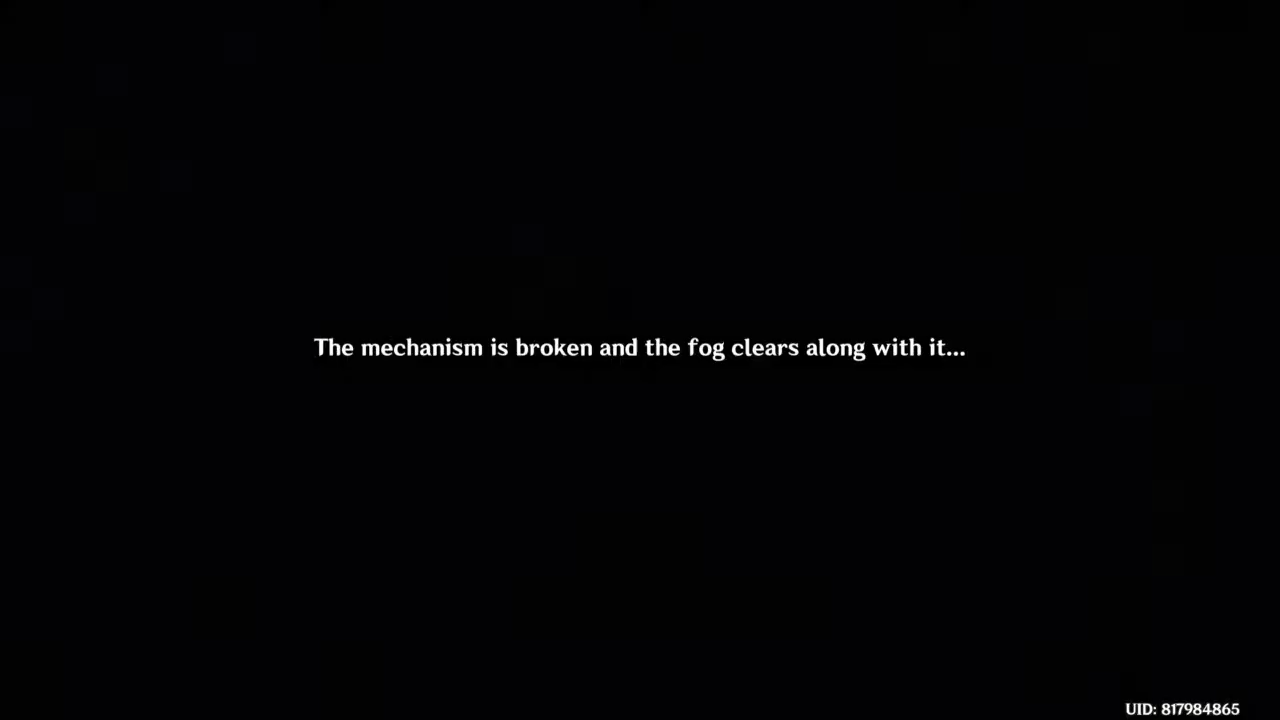 The mechanism is broken and the fog clears along with it...
UID: 817984865